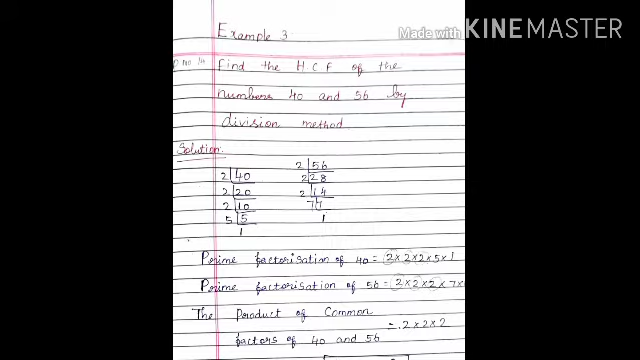 Made with KINEMASTER
Example 3
P NO 14 Find the HCF of the
numbers 40 and 56 by
division method
Solution
2 40
2 20
2 10
5 5
1
2 56
2 28
2 14
7 7
1
Prime factorisation of 40 = 2×2×2×5×1
Prime factorisation of 56 = 2×2×2×7×
The Product of Common
factors of 40 and 56 = 2×2×2